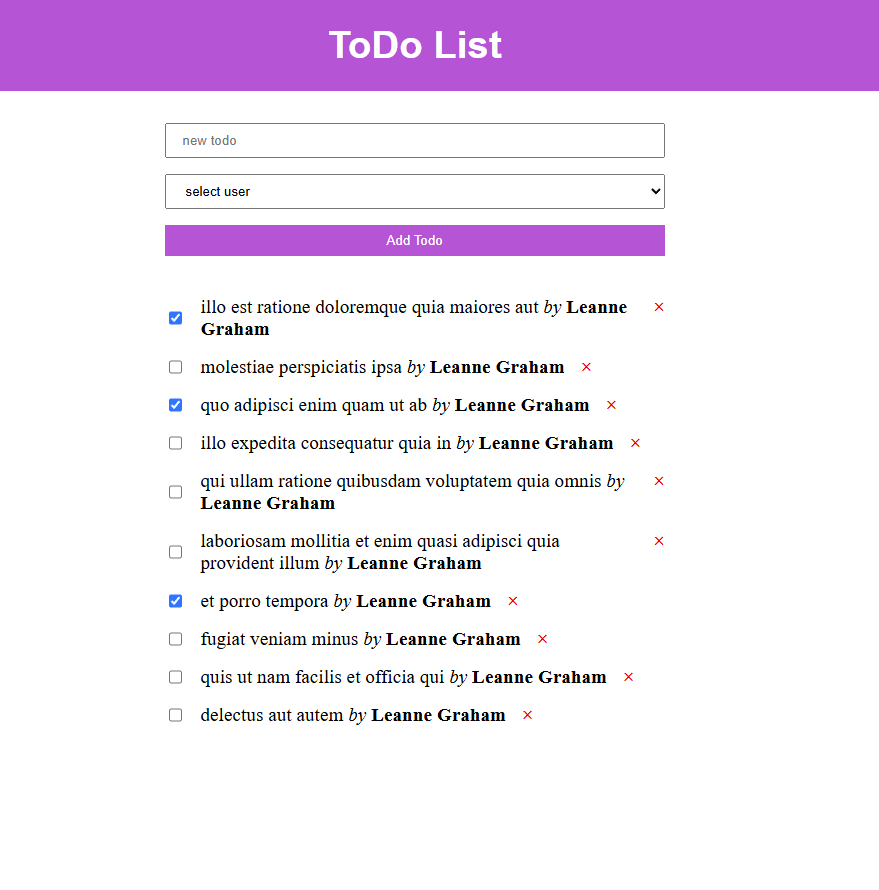 ToDo List
new todo
select user
Add Todo
illo est ratione doloremque quia maiores aut by Leanne ×
Graham
molestiae perspiciatis ipsa by Leanne Graham ×
quo adipisci enim quam ut ab by Leanne Graham ×
illo expedita consequatur quia in by Leanne Graham ×
qui ullam ratione quibusdam voluptatem quia omnis by ×
Leanne Graham
laboriosam mollitia et enim quasi adipisci quia ×
provident illum by Leanne Graham
et porro tempora by Leanne Graham ×
fugiat veniam minus by Leanne Graham ×
quis ut nam facilis et officia qui by Leanne Graham ×
delectus aut autem by Leanne Graham ×